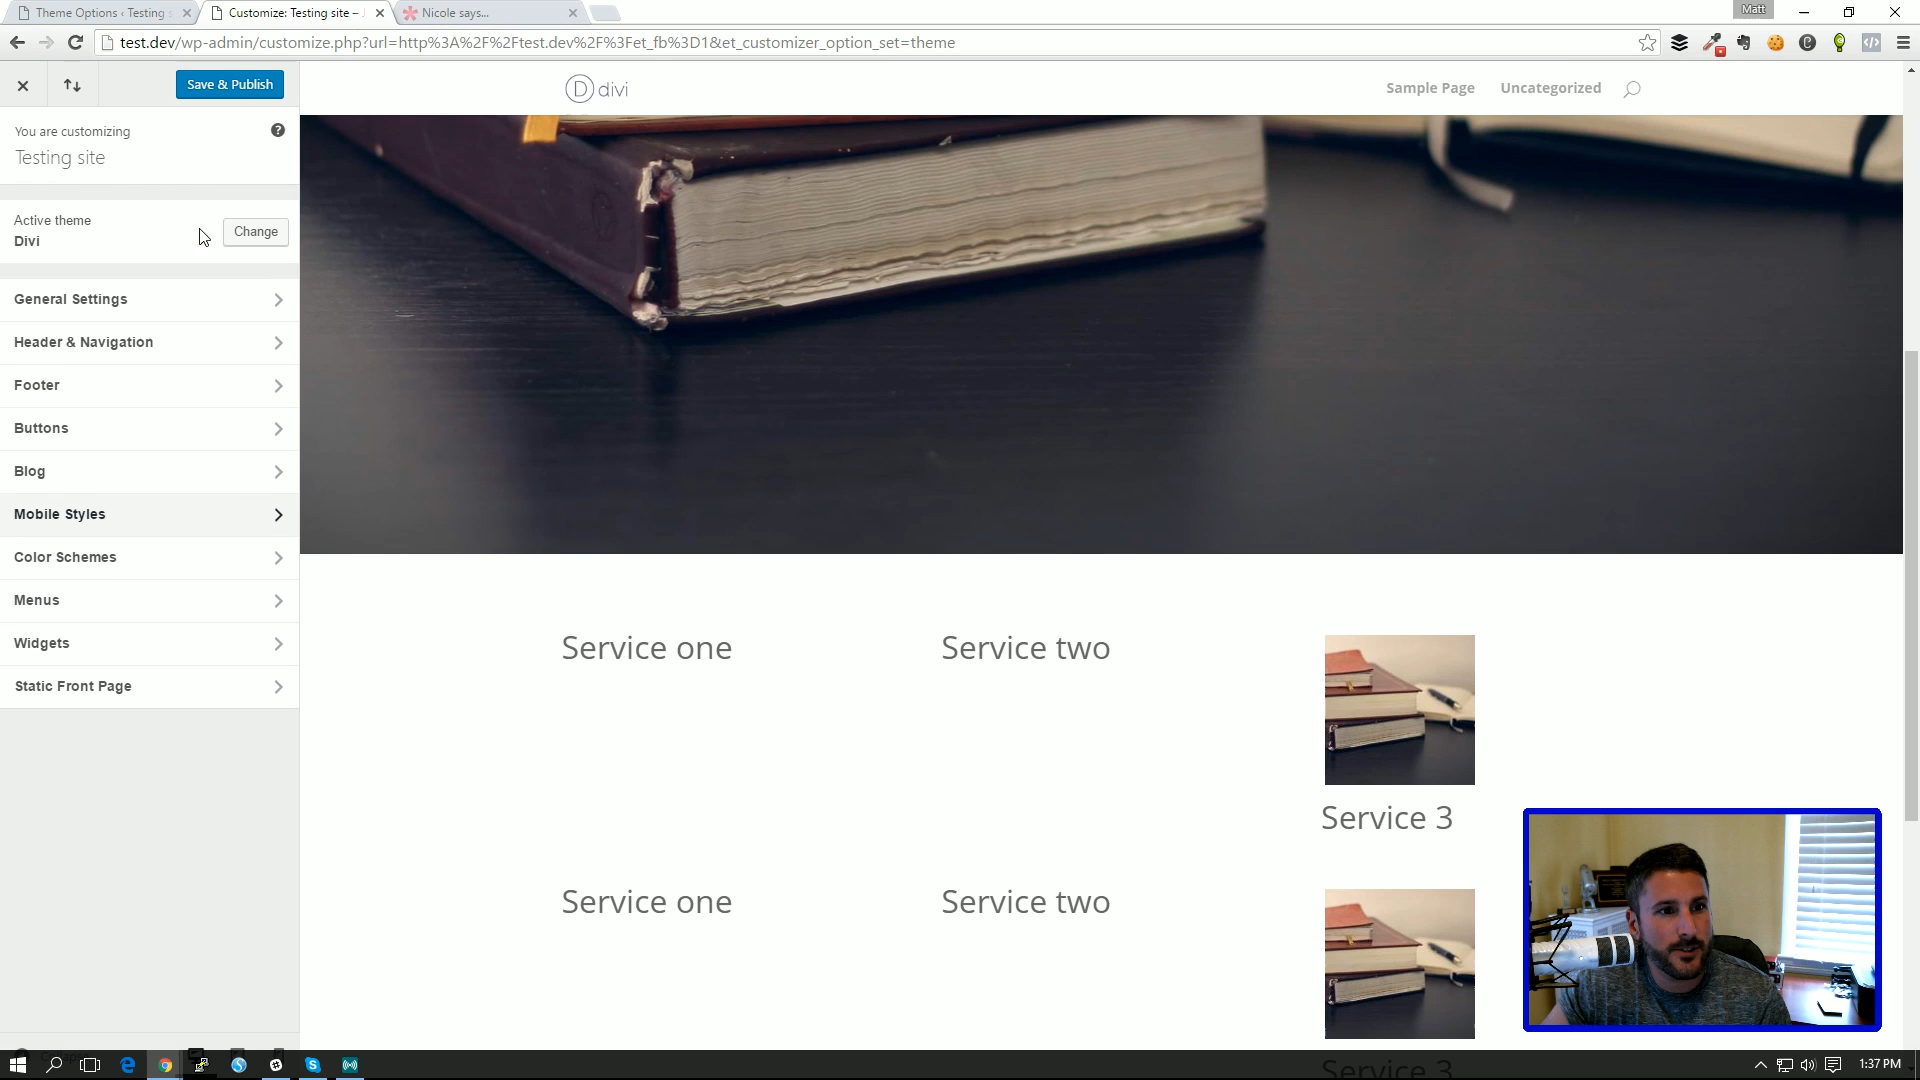 Theme Options ‹ Testing s
Customize: Testing site –
Nicole says...
Matt
test.dev/wp-admin/customize.php?url=http%3A%2F%2Ftest.dev%2F%3Fet_fb%3D1&et_customizer_option_set=theme
Save & Publish
You are customizing
Testing site
Active theme
Divi
Change
General Settings
Header & Navigation
Footer
Buttons
Blog
Mobile Styles
Color Schemes
Menus
Widgets
Static Front Page
D divi
Sample Page
Uncategorized
Service one
Service two
Service 3
Service one
Service two
Service 3
1:37 PM